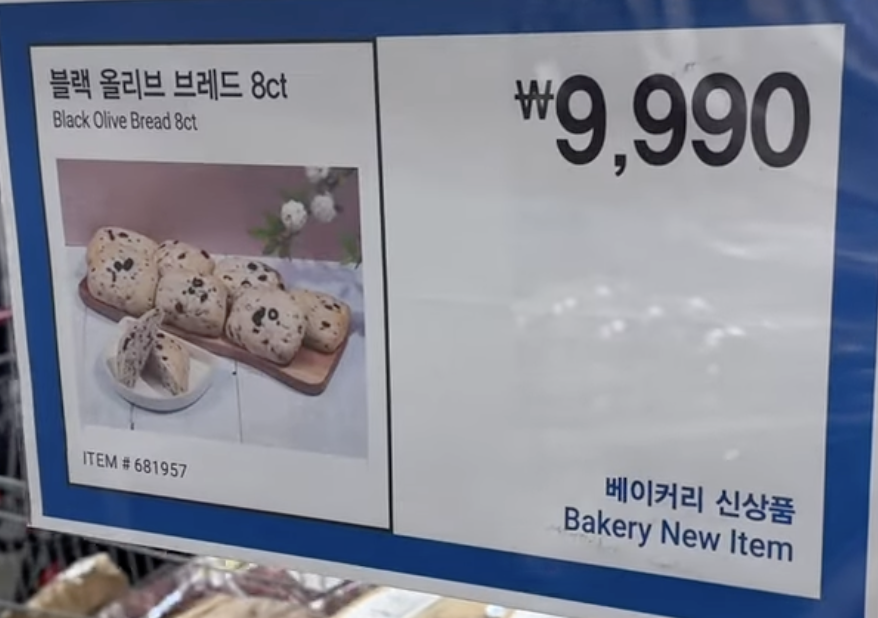 블랙 올리브 브레드 8ct
Black Olive Bread 8ct
ITEM # 681957
₩9,990
베이커리 신상품
Bakery New Item